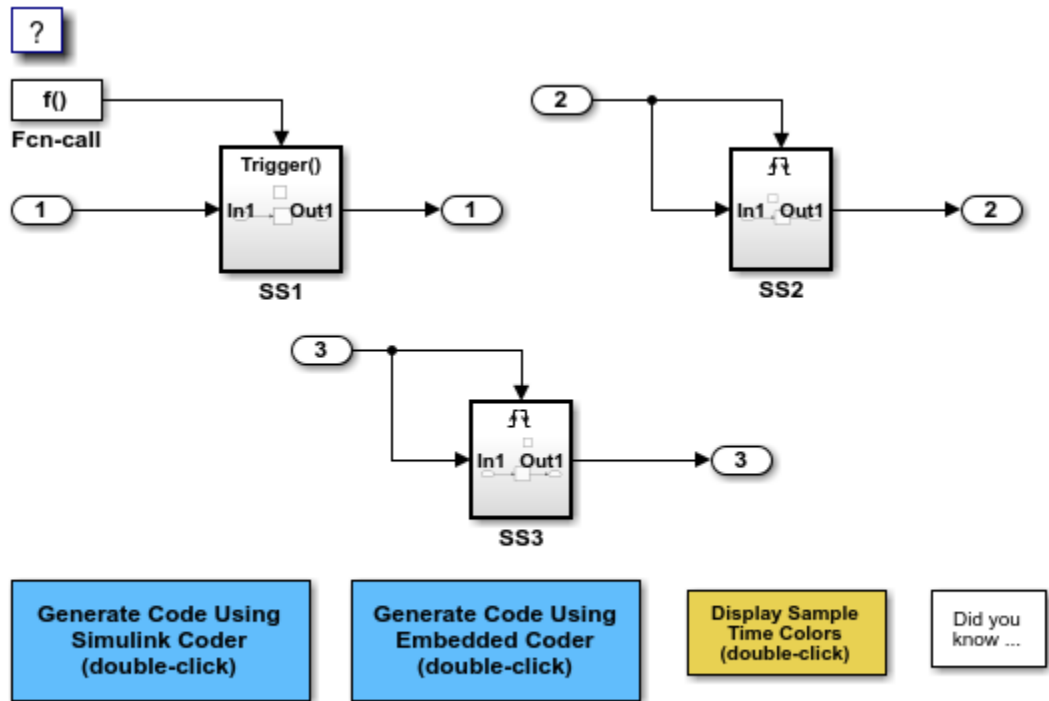 ?
f()
Fcn-call
2
Trigger()
1
In1 Out1
1
SS1
In1 Out1
2
SS2
3
In1 Out1
3
SS3
Generate Code Using
Simulink Coder
(double-click)
Generate Code Using
Embedded Coder
(double-click)
Display Sample
Time Colors
(double-click)
Did you
know ...